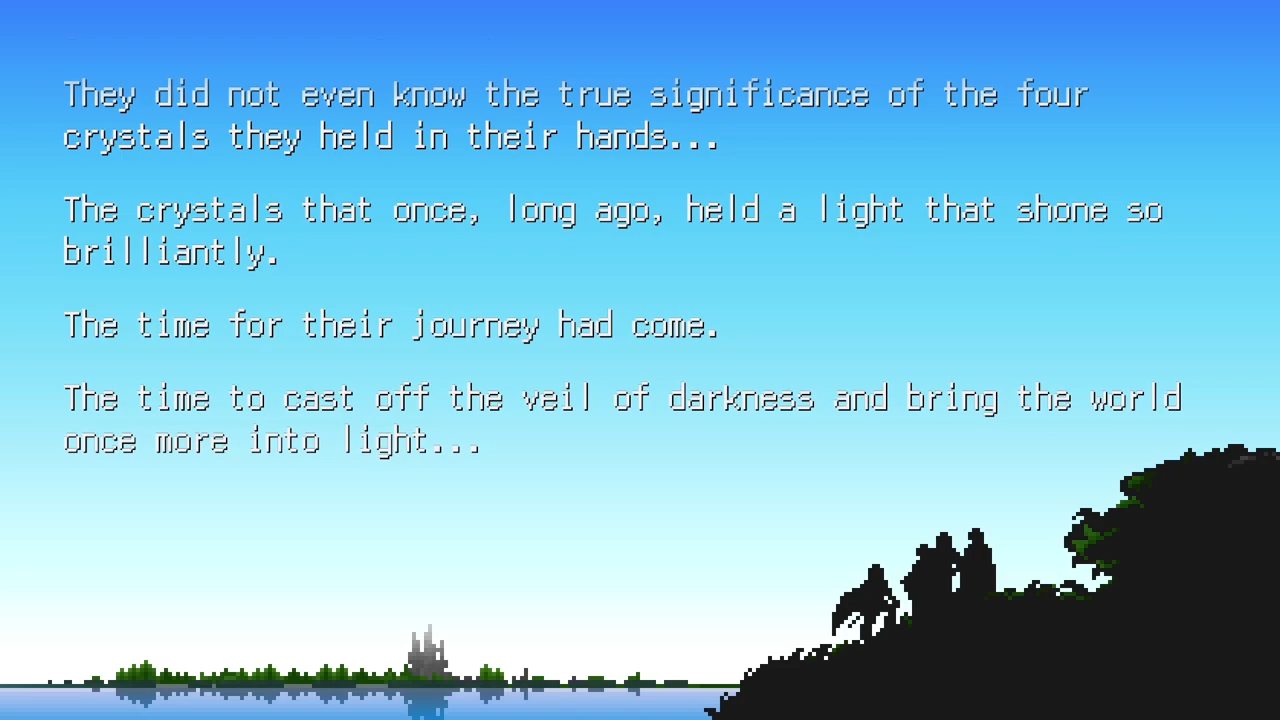 They did not even know the true significance of the four
crystals they held in their hands...
The crystals that once, long ago, held a light that shone so
brilliantly.
The time for their journey had come.
The time to cast off the veil of darkness and bring the world
once more into light...